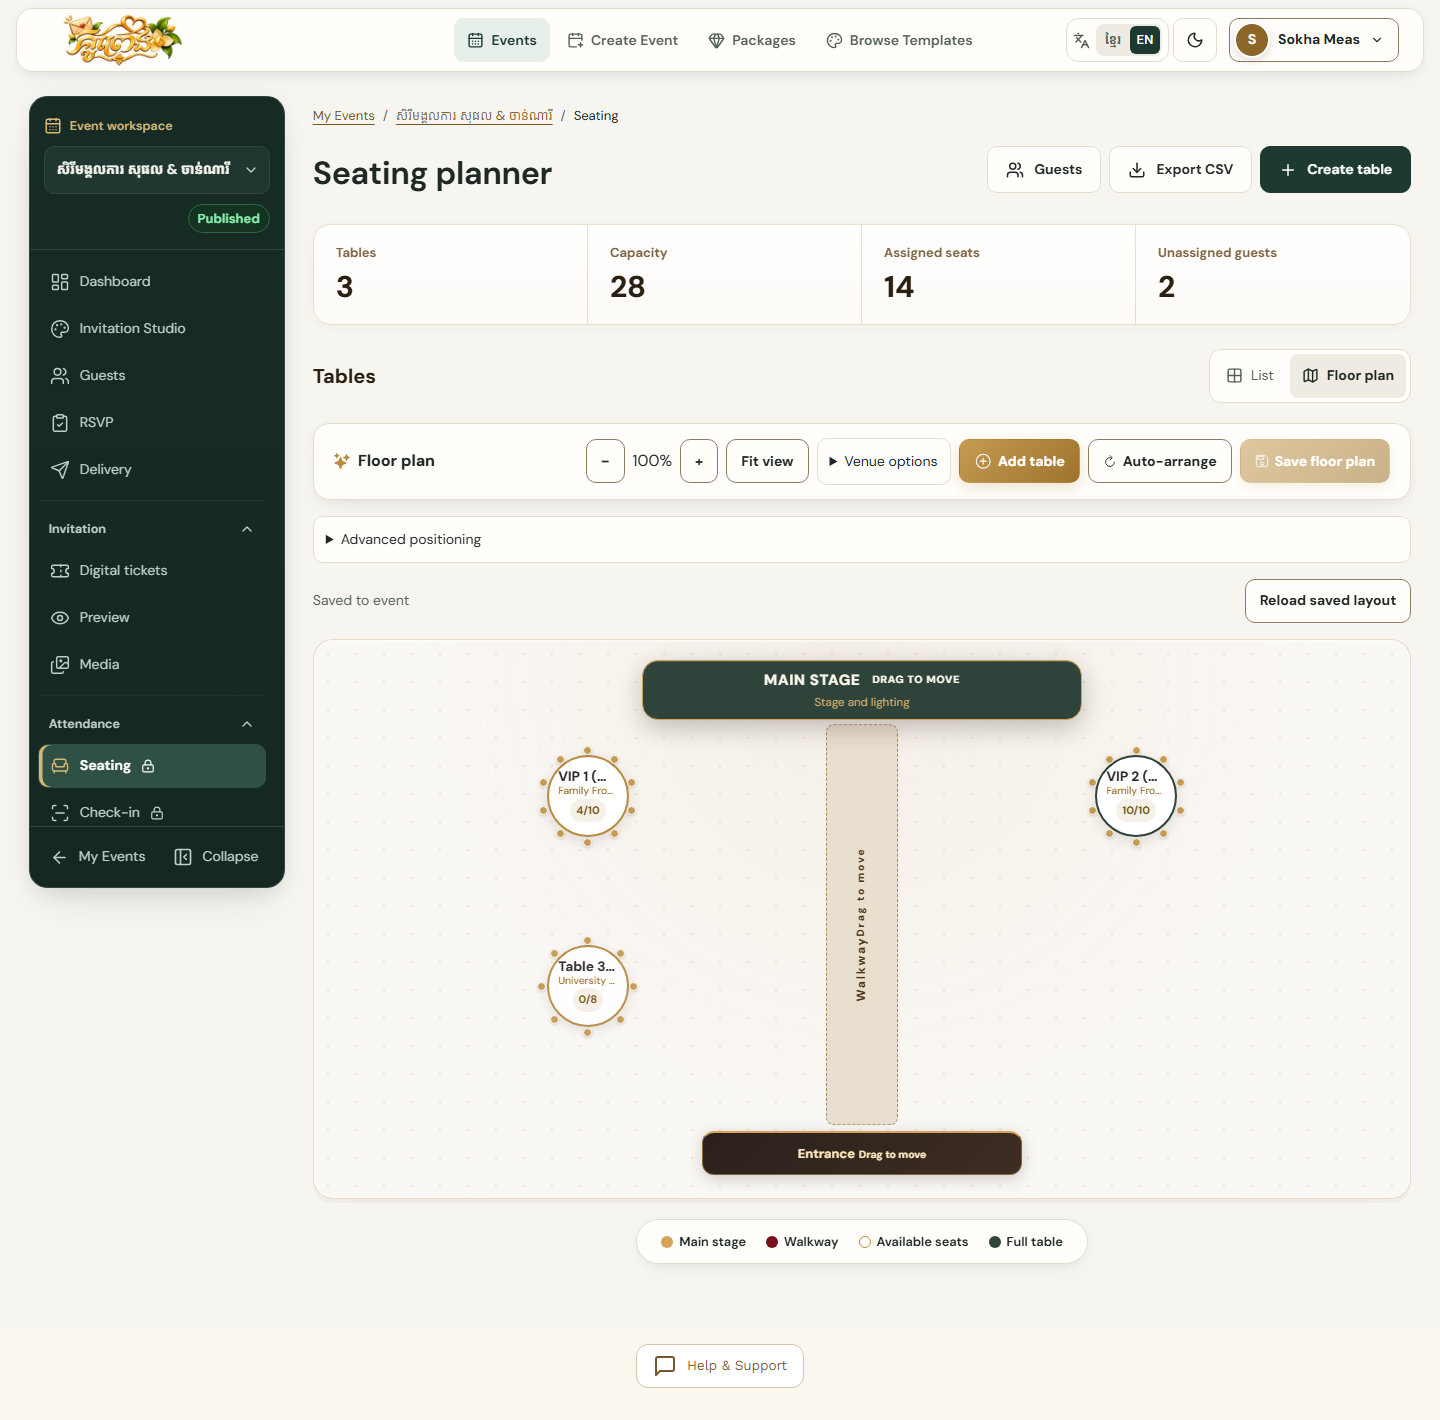 Events
Create Event
Packages
Browse Templates
ខ្មែរ
EN
S
Sokha Meas
Event workspace
សិរីមង្គលការ សុផល & ចាន់ណារី
Published
Dashboard
Invitation Studio
Guests
RSVP
Delivery
Invitation
Digital tickets
Preview
Media
Attendance
Seating
Check-in
My Events
Collapse
My Events / សិរីមង្គលការ សុផល & ចាន់ណារី / Seating
Seating planner
Guests
Export CSV
Create table
Tables
3
Capacity
28
Assigned seats
14
Unassigned guests
2
Tables
List
Floor plan
Floor plan
−
100%
+
Fit view
Venue options
Add table
Auto-arrange
Save floor plan
Advanced positioning
Saved to event
Reload saved layout
MAIN STAGE DRAG TO MOVE
Stage and lighting
VIP 1 (...
Family Fro...
4/10
VIP 2 (...
Family Fro...
10/10
WalkwayDrag to move
Table 3...
University ...
0/8
Entrance Drag to move
Main stage
Walkway
Available seats
Full table
Help & Support